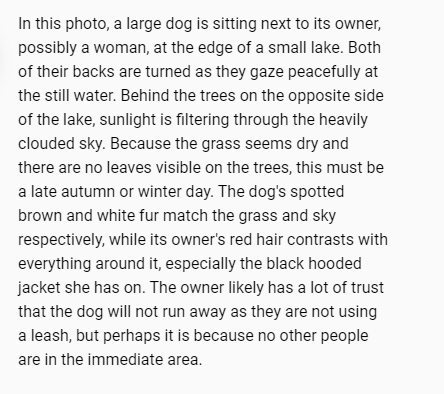 In this photo, a large dog is sitting next to its owner,
possibly a woman, at the edge of a small lake. Both
of their backs are turned as they gaze peacefully at
the still water. Behind the trees on the opposite side
of the lake, sunlight is filtering through the heavily
clouded sky. Because the grass seems dry and
there are no leaves visible on the trees, this must be
a late autumn or winter day. The dog's spotted
brown and white fur match the grass and sky
respectively, while its owner's red hair contrasts with
everything around it, especially the black hooded
jacket she has on. The owner likely has a lot of trust
that the dog will not run away as they are not using
a leash, but perhaps it is because no other people
are in the immediate area.